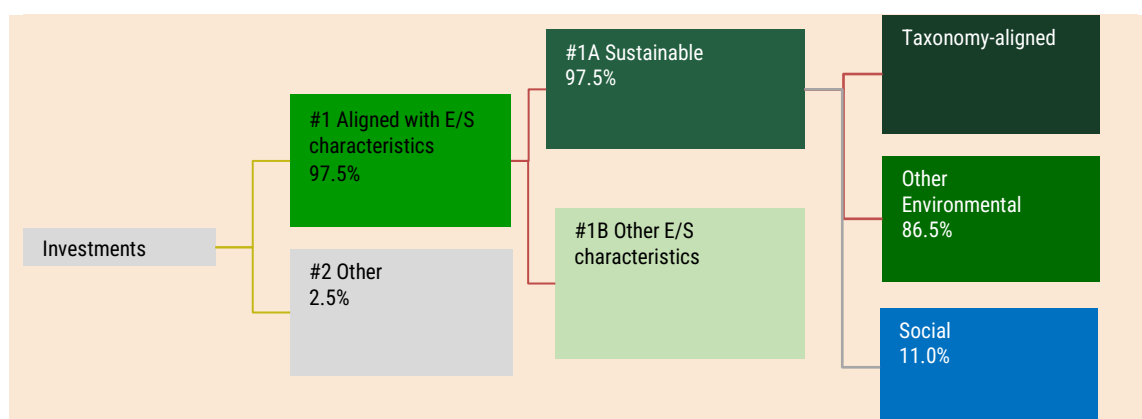 Investments
#1 Aligned with E/S
characteristics
97.5%
#2 Other
2.5%
#1A Sustainable
97.5%
#1B Other E/S
characteristics
Taxonomy-aligned
Other
Environmental
86.5%
Social
11.0%